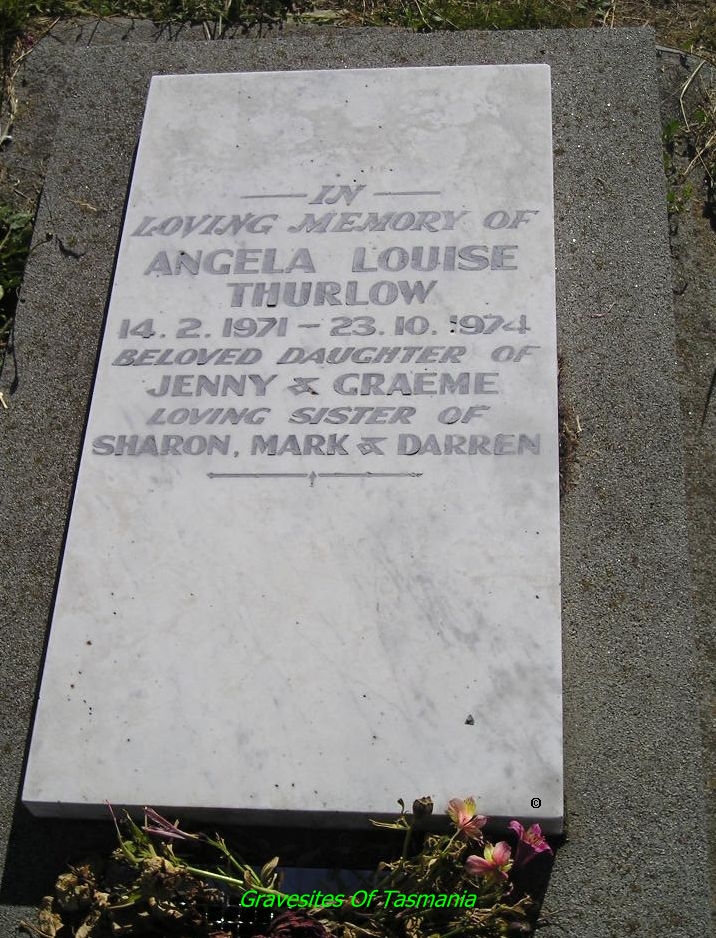 IN
LOVING MEMORY OF
ANGELA LOUISE
THURLOW
14.2.1971 – 23.10.1974
BELOVED DAUGHTER OF
JENNY & GRAEME
LOVING SISTER OF
SHARON, MARK & DARREN
©
Gravesites Of Tasmania